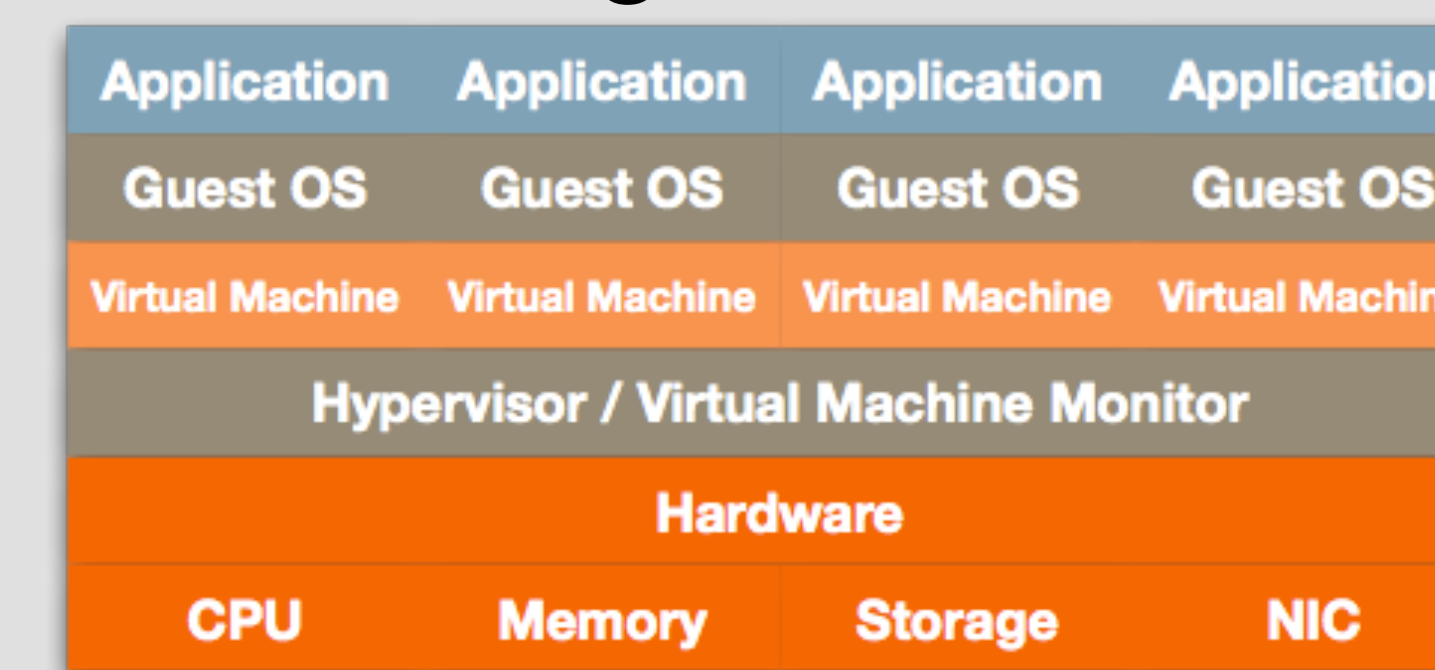 Application Application Application Application
Guest OS Guest OS Guest OS Guest OS
Virtual Machine Virtual Machine Virtual Machine Virtual Machin
Hypervisor / Virtual Machine Monitor
Hardware
CPU Memory Storage NIC